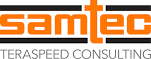 samtec
TERASPEED CONSULTING